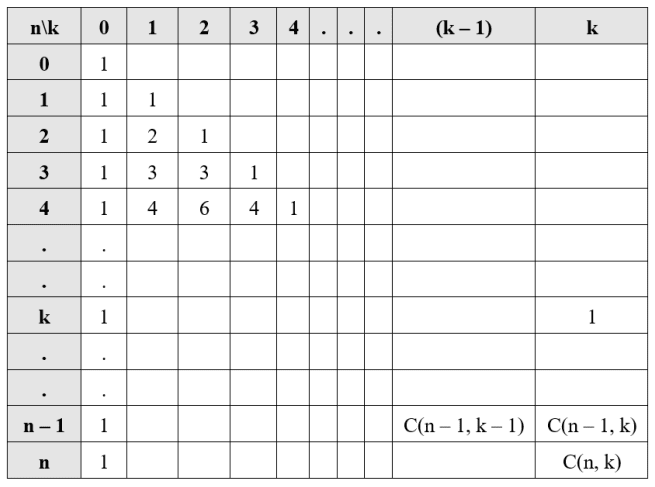 n\k 0 1 2 3 4 . . . (k – 1) k
0 1
1 1 1
2 1 2 1
3 1 3 3 1
4 1 4 6 4 1
. .
. .
k 1 1
. .
. .
n – 1 1 C(n – 1, k – 1) C(n – 1, k)
n 1 C(n, k)